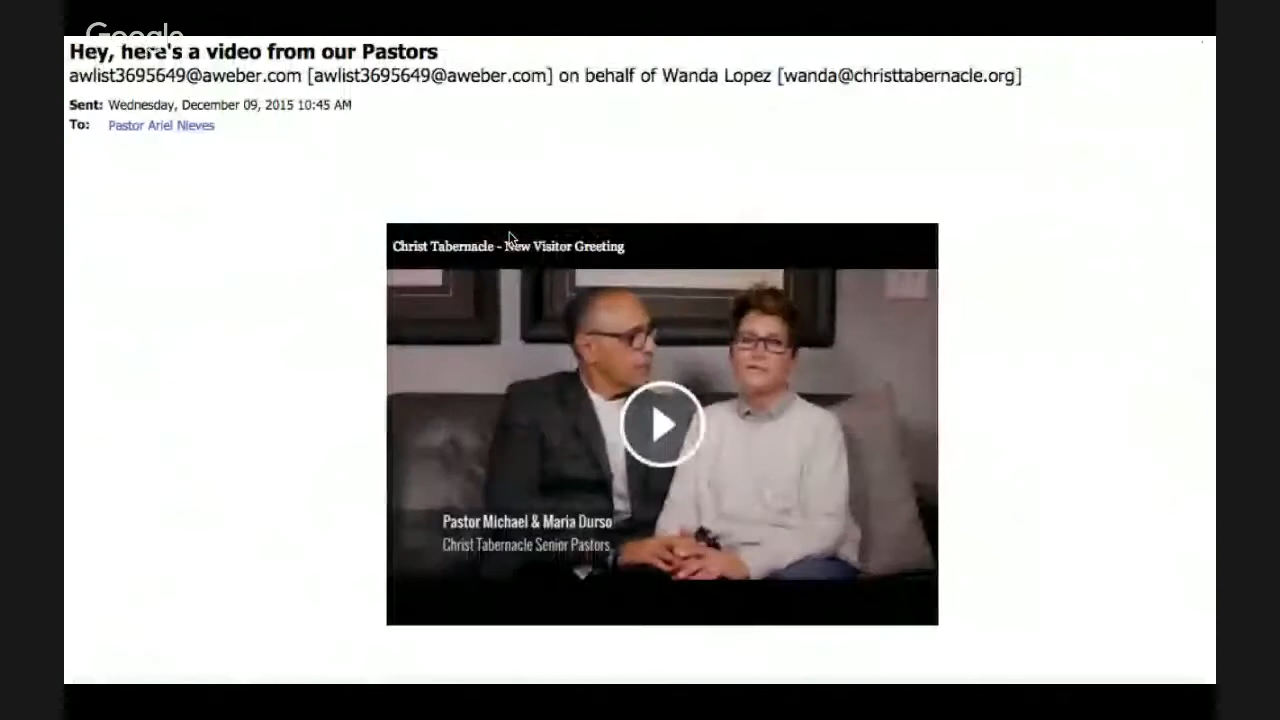 Google
Hey, here's a video from our Pastors
awlist3695649@aweber.com [awlist3695649@aweber.com] on behalf of Wanda Lopez [wanda@christtabernacle.org]
Sent: Wednesday, December 09, 2015 10:45 AM
To: Pastor Ariel Nieves
Christ Tabernacle - New Visitor Greeting
Pastor Michael & Maria Durso
Christ Tabernacle Senior Pastors